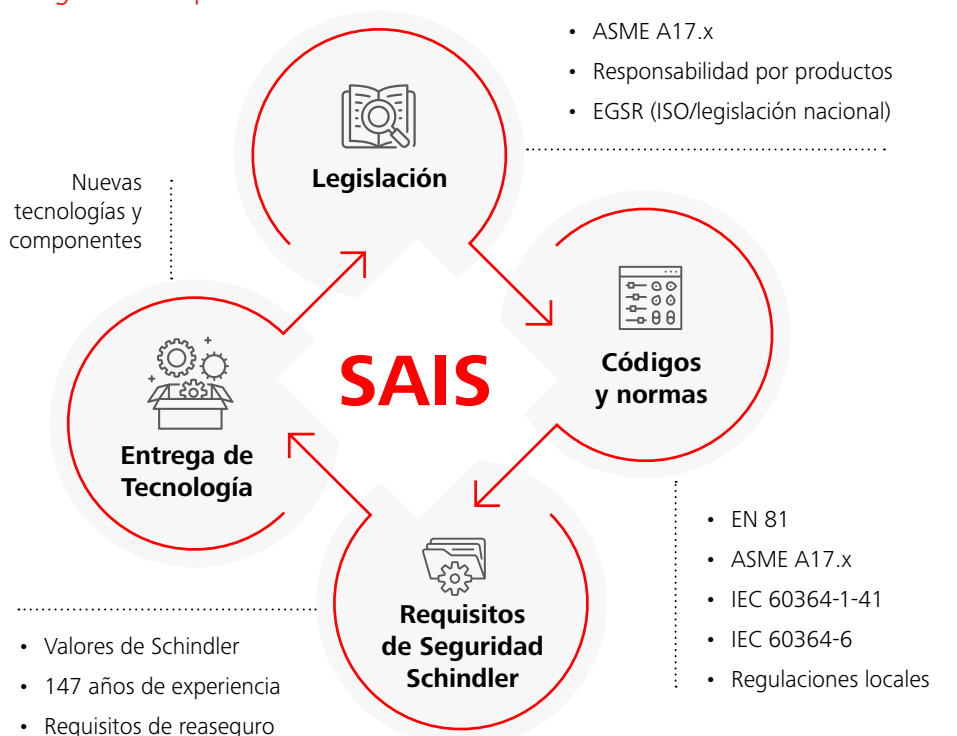 • ASME A17.x
• Responsabilidad por productos
• EGSR (ISO/legislación nacional)
Legislación
Nuevas
tecnologías y
componentes
SAIS
Códigos
y normas
Entrega de
Tecnología
• EN 81
• ASME A17.x
• IEC 60364-1-41
• IEC 60364-6
• Regulaciones locales
Requisitos
de Seguridad
Schindler
• Valores de Schindler
• 147 años de experiencia
• Requisitos de reaseguro